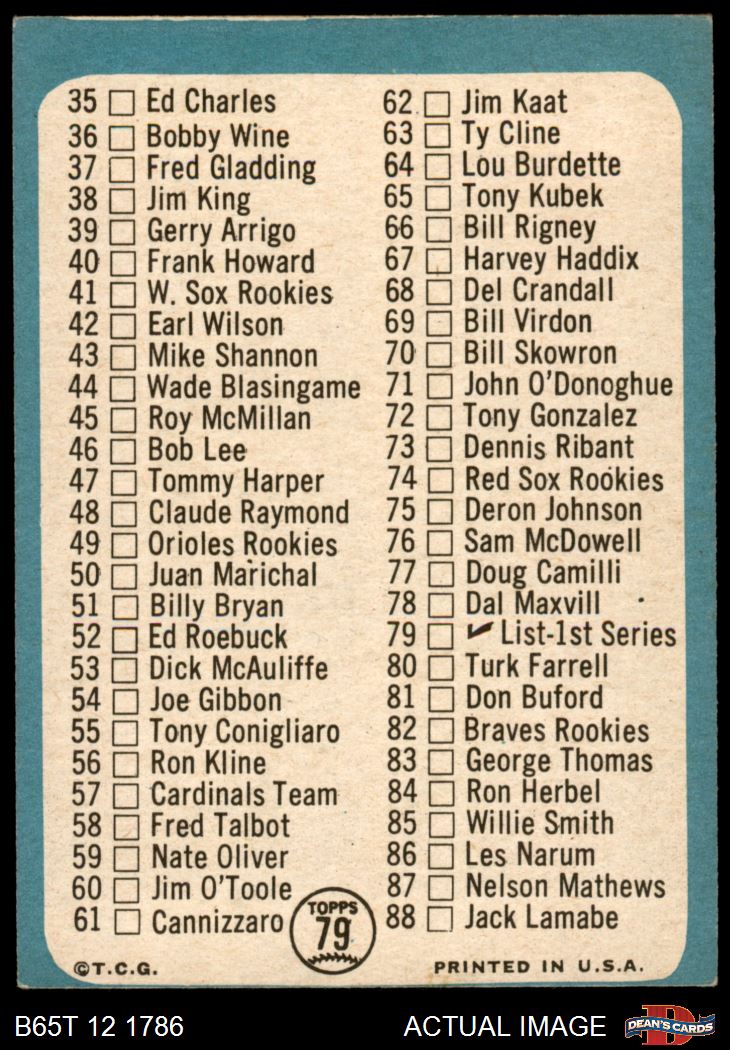 35 Ed Charles
36 Bobby Wine
37 Fred Gladding
38 Jim King
39 Gerry Arrigo
40 Frank Howard
41 W. Sox Rookies
42 Earl Wilson
43 Mike Shannon
44 Wade Blasingame
45 Roy McMillan
46 Bob Lee
47 Tommy Harper
48 Claude Raymond
49 Orioles Rookies
50 Juan Marichal
51 Billy Bryan
52 Ed Roebuck
53 Dick McAuliffe
54 Joe Gibbon
55 Tony Conigliaro
56 Ron Kline
57 Cardinals Team
58 Fred Talbot
59 Nate Oliver
60 Jim O'Toole
61 Cannizzaro
62 Jim Kaat
63 Ty Cline
64 Lou Burdette
65 Tony Kubek
66 Bill Rigney
67 Harvey Haddix
68 Del Crandall
69 Bill Virdon
70 Bill Skowron
71 John O'Donoghue
72 Tony Gonzalez
73 Dennis Ribant
74 Red Sox Rookies
75 Deron Johnson
76 Sam McDowell
77 Doug Camilli
78 Dal Maxvill
79 ✔ List-1st Series
80 Turk Farrell
81 Don Buford
82 Braves Rookies
83 George Thomas
84 Ron Herbel
85 Willie Smith
86 Les Narum
87 Nelson Mathews
88 Jack Lamabe
TOPPS
79
©T.C.G.
PRINTED IN U.S.A.
B65T 12 1786
ACTUAL IMAGE
D
DEAN'S CARDS